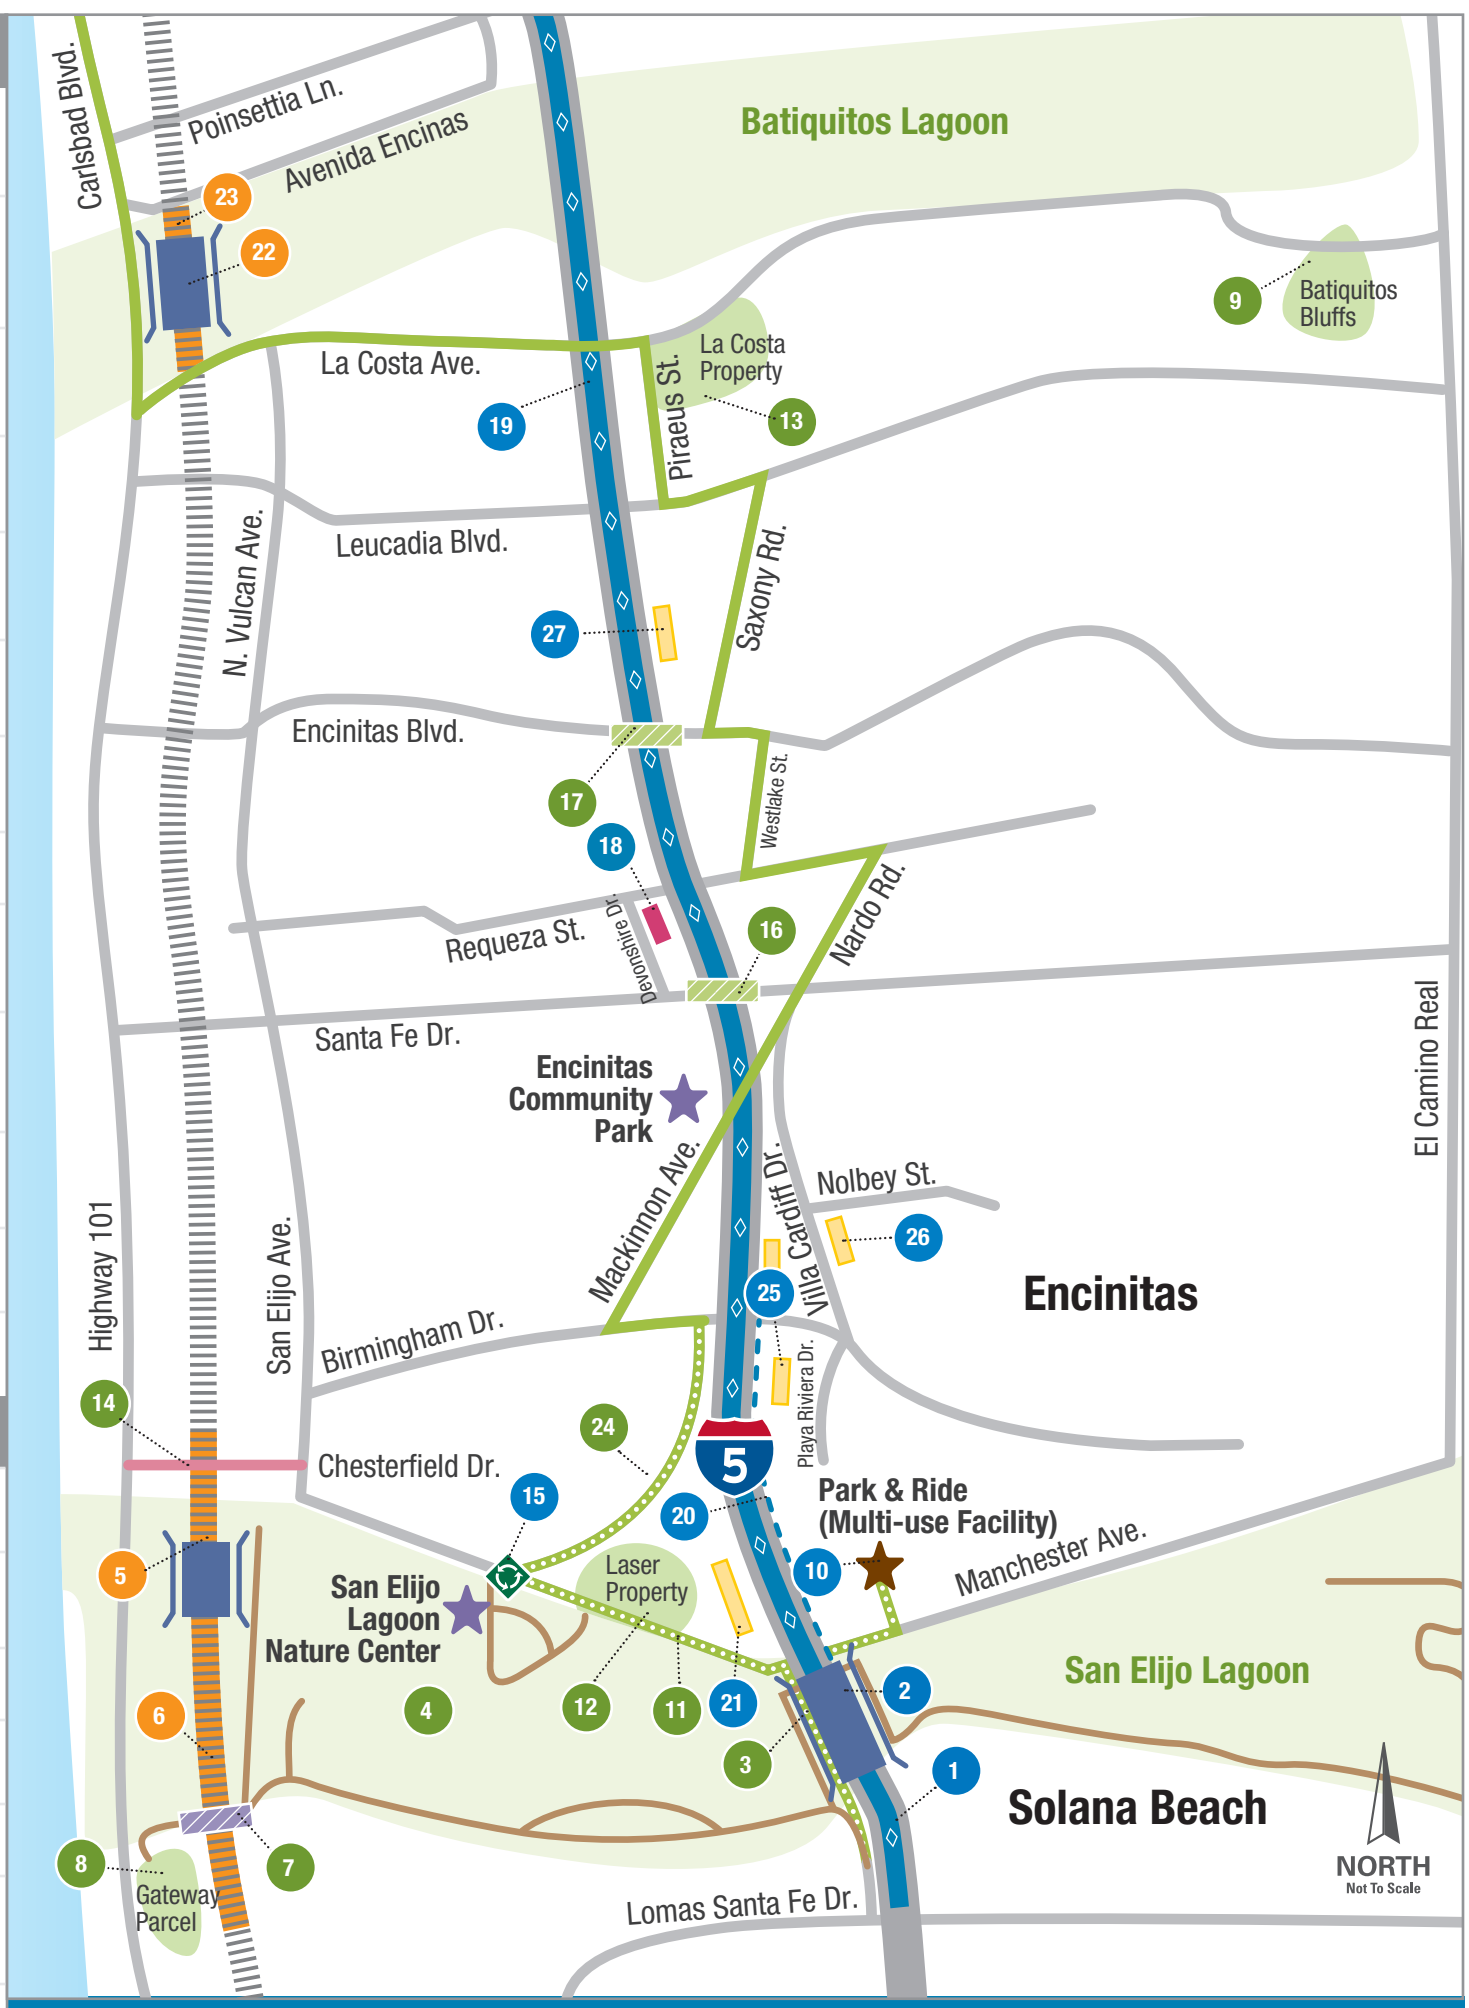 Carlsbad Blvd.
Poinsettia Ln.
Avenida Encinas
Batiquitos Lagoon
23
22
9
Batiquitos
Bluffs
La Costa Ave.
La Costa
Property
Piraeus St.
19
13
Leucadia Blvd.
N. Vulcan Ave.
Saxony Rd.
27
Encinitas Blvd.
Westlake St.
17
18
Nardo Rd.
Requeza St.
Devonshire Dr.
16
Santa Fe Dr.
El Camino Real
Encinitas
Community
Park
Mackinnon Ave.
Villa Cardiff Dr.
Nolbey St.
26
Highway 101
San Elijo Ave.
25
Encinitas
Birmingham Dr.
Playa Riviera Dr.
14
24
5
Chesterfield Dr.
15
20
Park & Ride
(Multi-use Facility)
10
Manchester Ave.
5
Laser
Property
San Elijo
Lagoon
Nature Center
San Elijo Lagoon
6
4
12
11
21
2
3
1
Solana Beach
8
7
Gateway
Parcel
Lomas Santa Fe Dr.
NORTH
Not To Scale